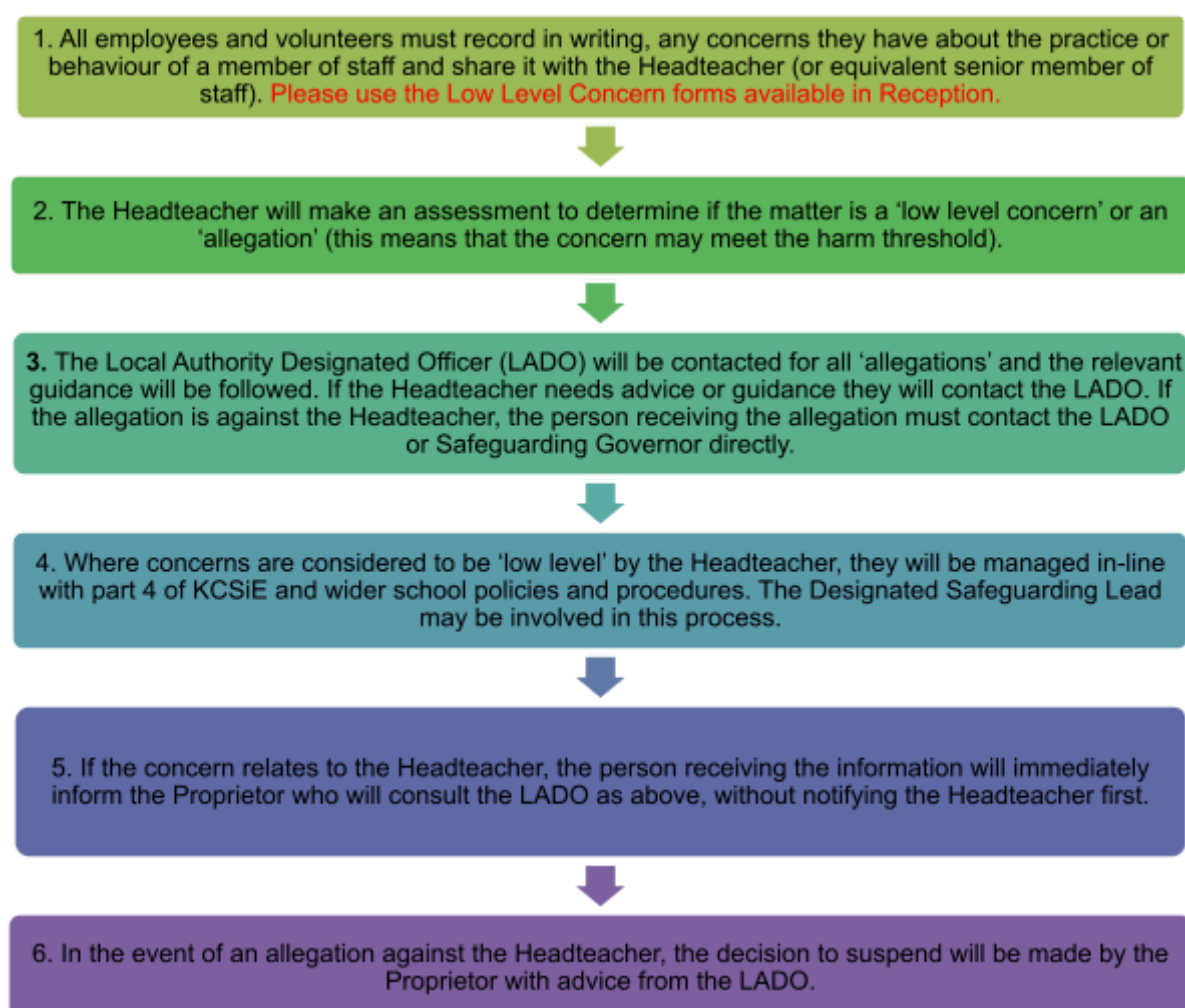 1. All employees and volunteers must record in writing, any concerns they have about the practice or
behaviour of a member of staff and share it with the Headteacher (or equivalent senior member of
staff). Please use the Low Level Concern forms available in Reception.
2. The Headteacher will make an assessment to determine if the matter is a ‘low level concern’ or an
‘allegation’ (this means that the concern may meet the harm threshold).
3. The Local Authority Designated Officer (LADO) will be contacted for all ‘allegations’ and the relevant
guidance will be followed. If the Headteacher needs advice or guidance they will contact the LADO. If
the allegation is against the Headteacher, the person receiving the allegation must contact the LADO
or Safeguarding Governor directly.
4. Where concerns are considered to be ‘low level’ by the Headteacher, they will be managed in-line
with part 4 of KCSiE and wider school policies and procedures. The Designated Safeguarding Lead
may be involved in this process.
5. If the concern relates to the Headteacher, the person receiving the information will immediately
inform the Proprietor who will consult the LADO as above, without notifying the Headteacher first.
6. In the event of an allegation against the Headteacher, the decision to suspend will be made by the
Proprietor with advice from the LADO.